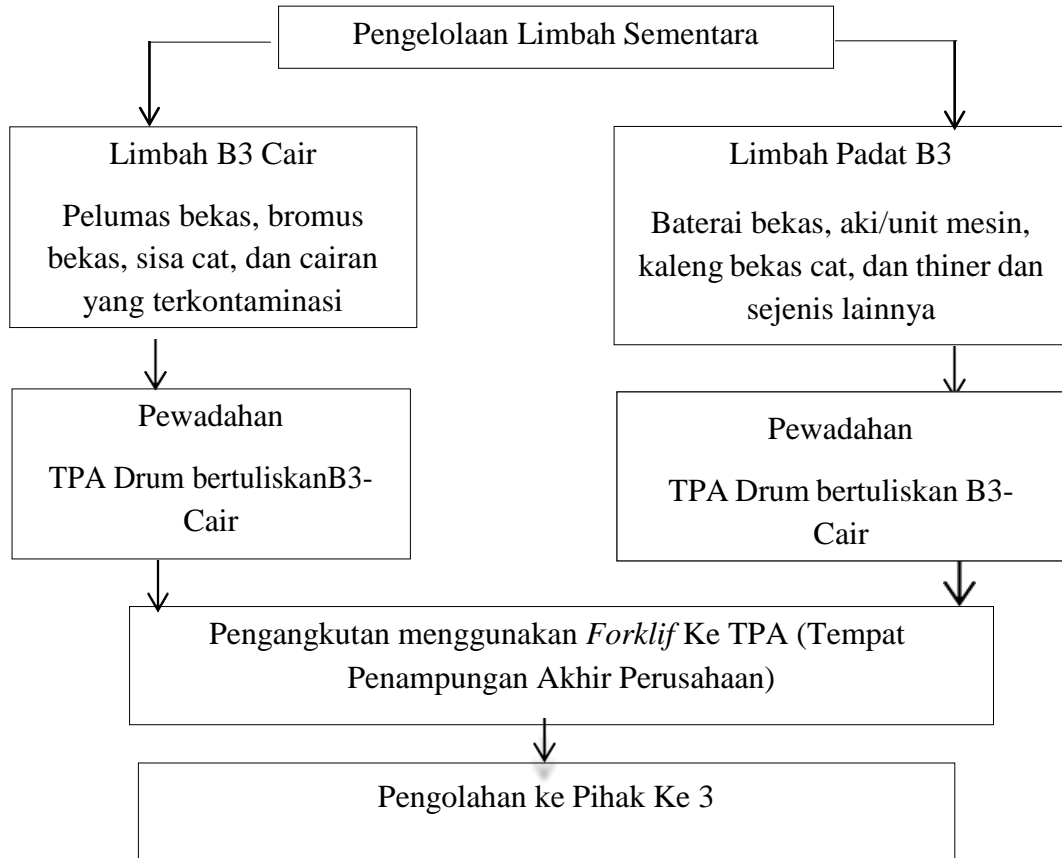 Pengelolaan Limbah Sementara
Limbah B3 Cair
Pelumas bekas, bromus
bekas, sisa cat, dan cairan
yang terkontaminasi
Limbah Padat B3
Baterai bekas, aki/unit mesin,
kaleng bekas cat, dan thiner dan
sejenis lainnya
Pewadahan
TPA Drum bertuliskanB3-
Cair
Pewadahan
TPA Drum bertuliskan B3-
Cair
Pengangkutan menggunakan Forklif Ke TPA (Tempat
Penampungan Akhir Perusahaan)
Pengolahan ke Pihak Ke 3